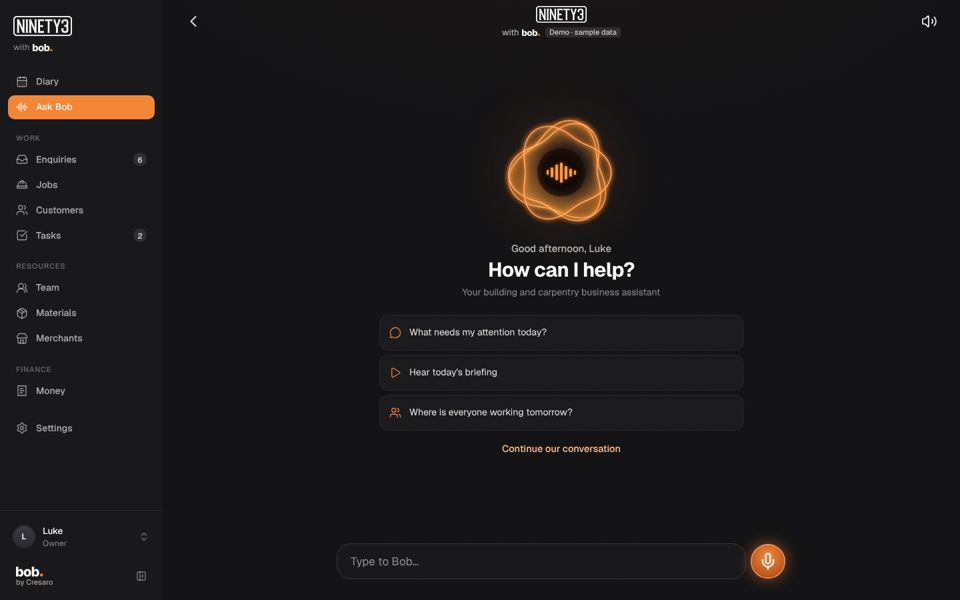 NINETY3
with bob.
Diary
Ask Bob
WORK
Enquiries 6
Jobs
Customers
Tasks 2
RESOURCES
Team
Materials
Merchants
FINANCE
Money
Settings
L
Luke
Owner
bob.
by Cresaro
NINETY3
with bob. Demo · sample data
Good afternoon, Luke
How can I help?
Your building and carpentry business assistant
What needs my attention today?
Hear today's briefing
Where is everyone working tomorrow?
Continue our conversation
Type to Bob...